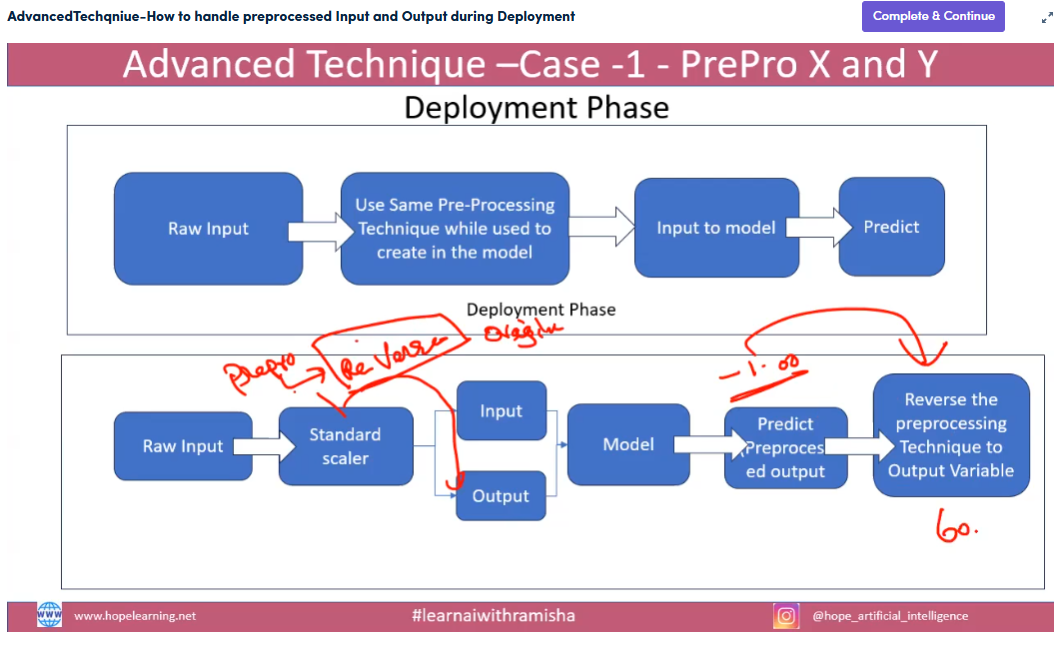 AdvancedTechqniue-How to handle preprocessed Input and Output during Deployment
Complete & Continue
Advanced Technique –Case -1 - PrePro X and Y
Deployment Phase
Raw Input
Use Same Pre-Processing
Technique while used to
create in the model
Input to model
Predict
Deployment Phase
prepro
Reverse
-1.00
Raw Input
Standard
scaler
Input
Output
Model
Predict
(Preproces
ed output
Reverse the
preprocessing
Technique to
Output Variable
60.
www
www.hopelearning.net
#learnaiwithramisha
@hope_artificial_intelligence